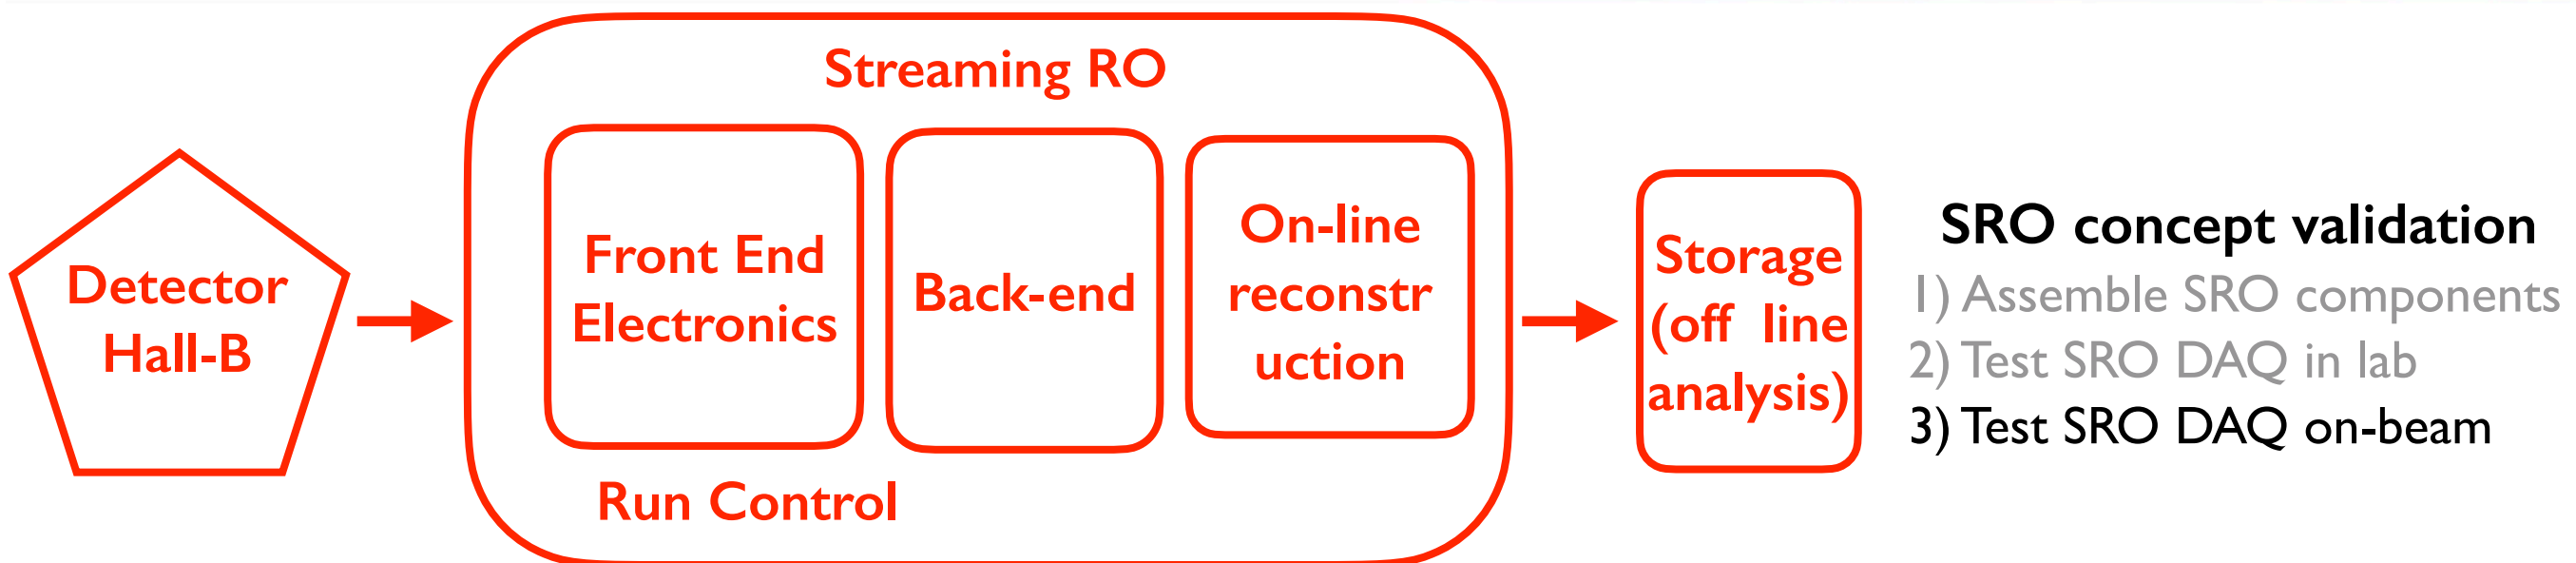 Streaming RO
Detector
Hall-B
Front End
Electronics
Back-end
On-line
reconstr
uction
Run Control
Storage
(off line
analysis)
SRO concept validation
1) Assemble SRO components
2) Test SRO DAQ in lab
3) Test SRO DAQ on-beam